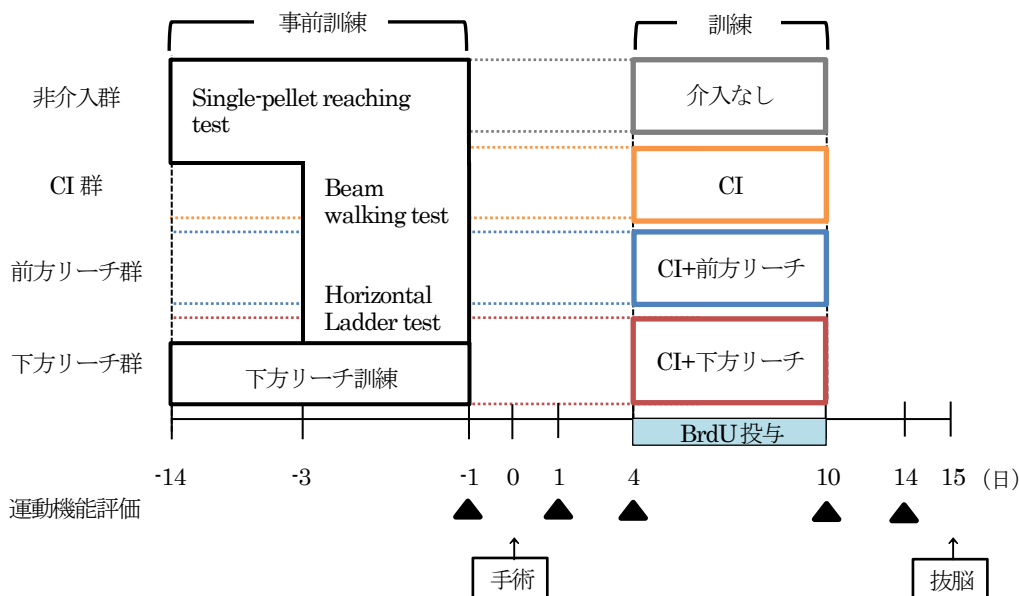 事前訓練
訓練
非介入群
Single-pellet reaching
test
介入なし
CI 群
Beam
walking test
CI
前方リーチ群
Horizontal
Ladder test
CI+前方リーチ
下方リーチ群
下方リーチ訓練
CI+下方リーチ
BrdU 投与
-14 -3 -1 0 1 4 10 14 15 (日)
運動機能評価
手術
抜脳